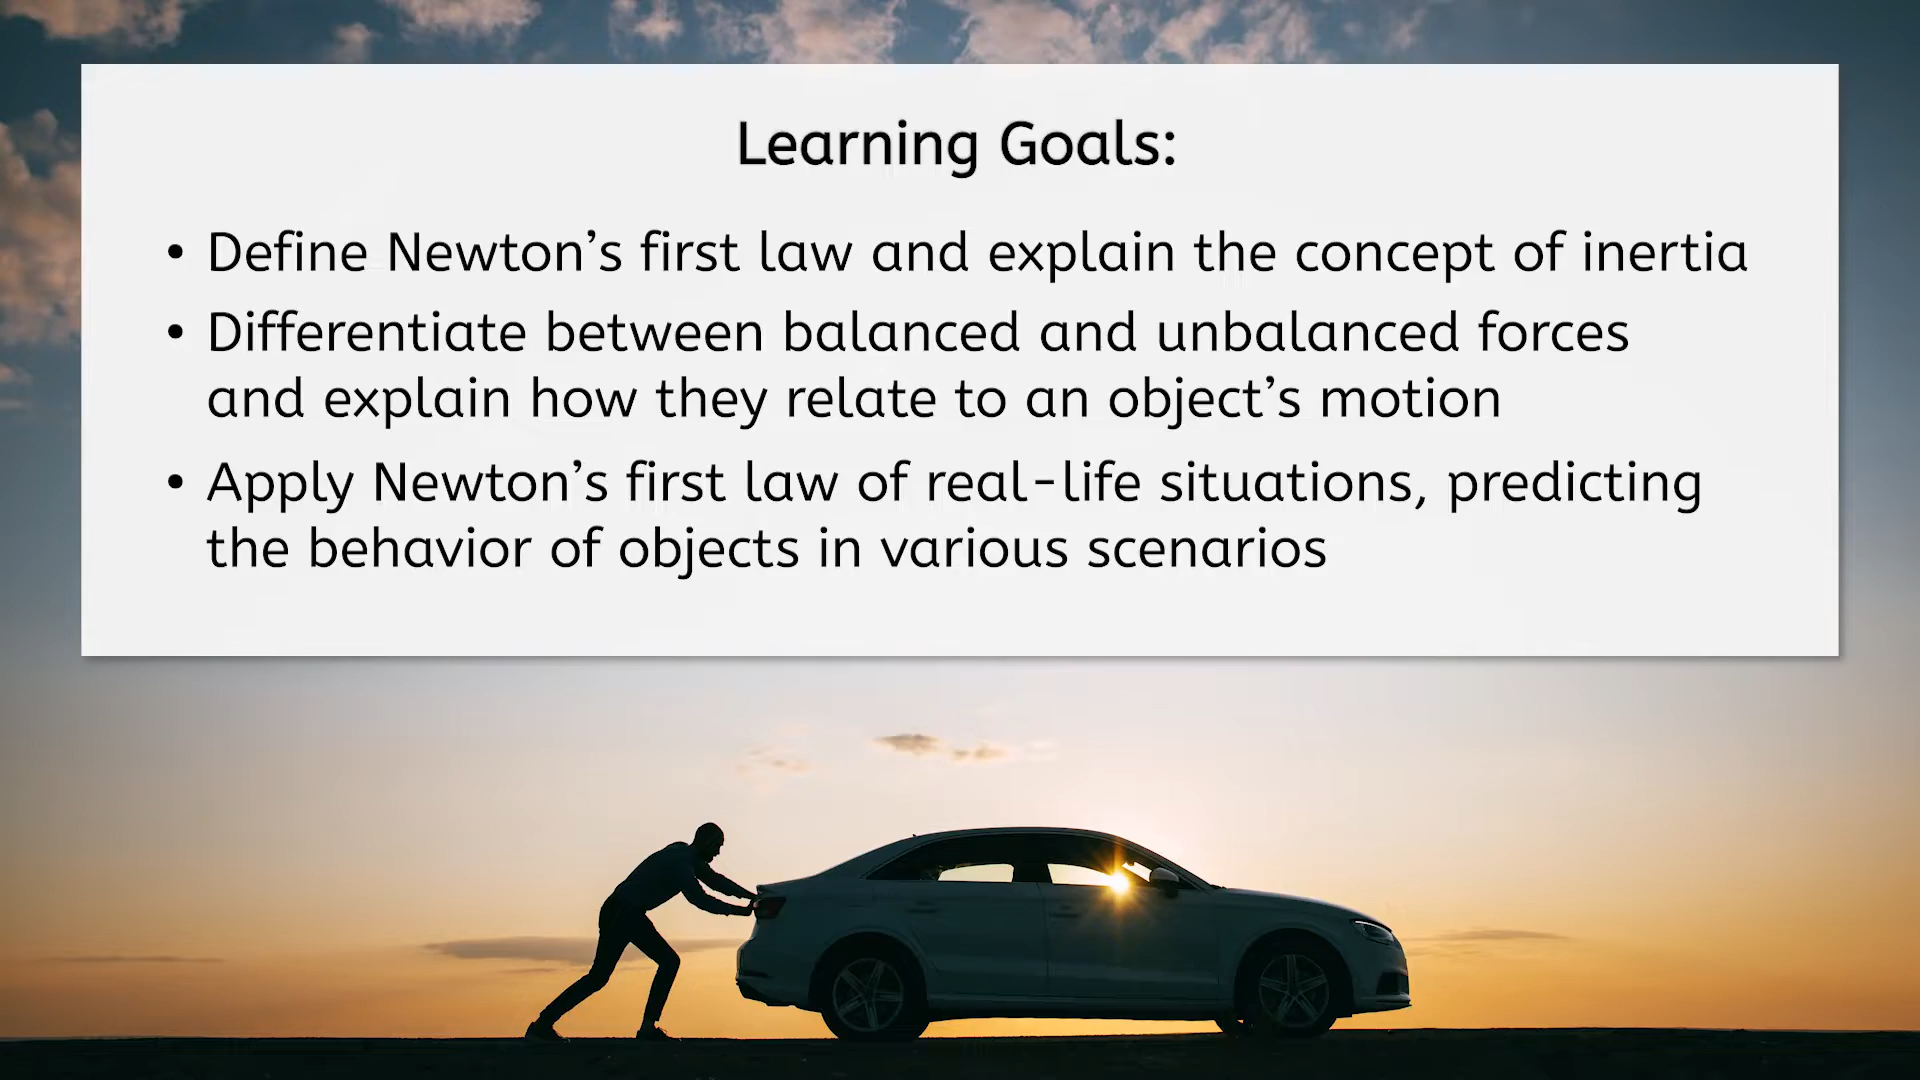 Learning Goals:
• Define Newton’s first law and explain the concept of inertia
• Differentiate between balanced and unbalanced forces
and explain how they relate to an object’s motion
• Apply Newton’s first law of real-life situations, predicting
the behavior of objects in various scenarios